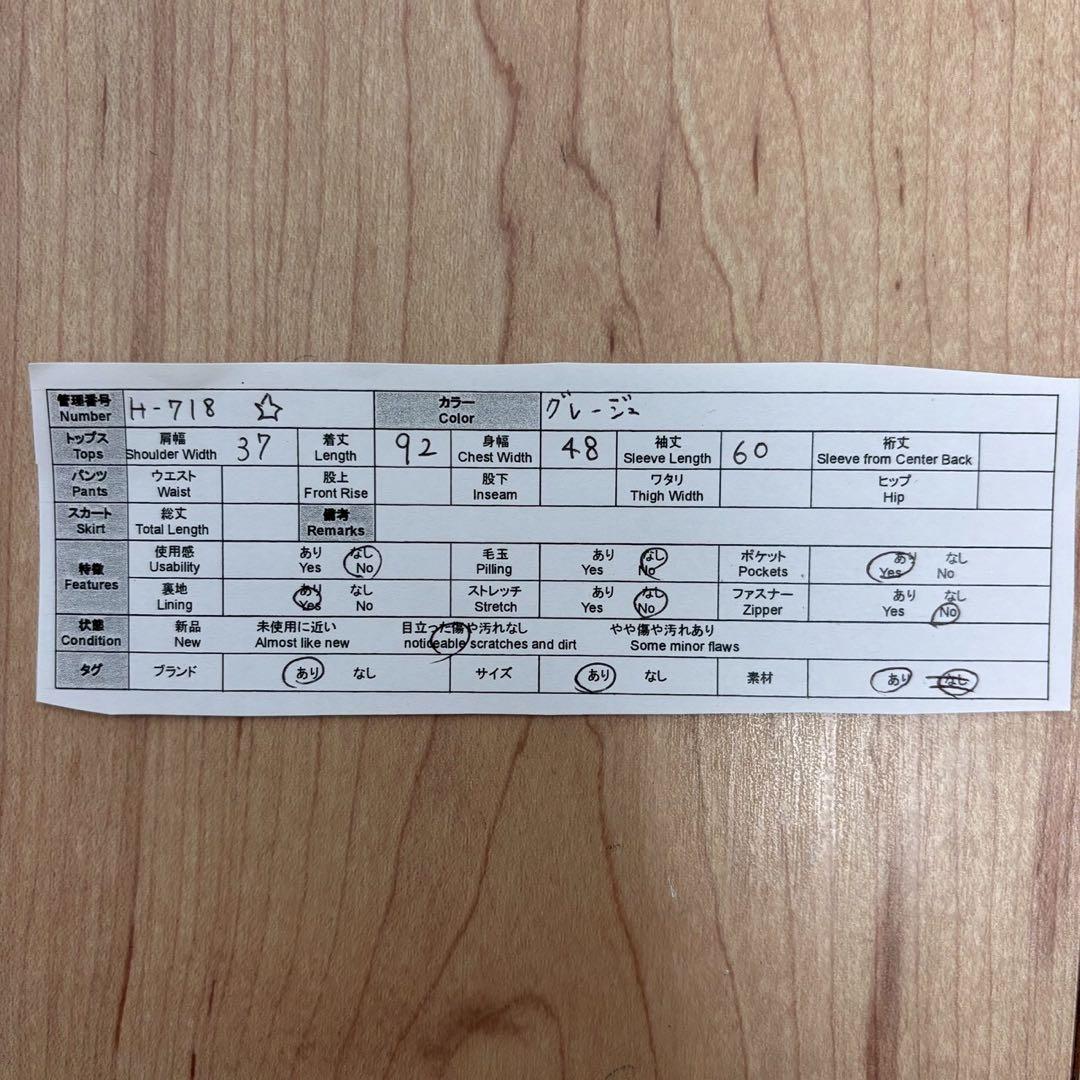 管理番号 H-718 ☆ カラー グレージュ
Number Color
トップス 肩幅 37 着丈 92 身幅 48 袖丈 60 裄丈
Tops Shoulder Width Length Chest Width Sleeve Length Sleeve from Center Back
パンツ ウエスト 股上 股下 ワタリ ヒップ
Pants Waist Front Rise Inseam Thigh Width Hip
スカート 総丈 備考
Skirt Total Length Remarks
特徴 使用感 あり なし 毛玉 あり なし ポケット あり なし
Features Usability Yes No Pilling Yes No Pockets Yes No
裏地 あり なし ストレッチ あり なし ファスナー あり なし
Lining Yes No Stretch Yes No Zipper Yes No
状態 新品 未使用に近い 目立った傷や汚れなし やや傷や汚れあり
Condition New Almost like new noticeable scratches and dirt Some minor flaws
タグ ブランド あり なし サイズ あり なし 素材 あり なし